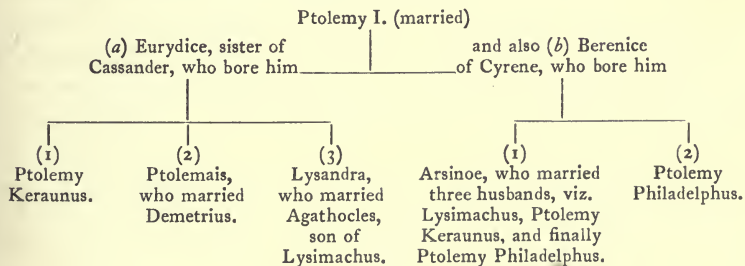 Ptolemy I. (married)
(a) Eurydice, sister of
Cassander, who bore him
and also (b) Berenice
of Cyrene, who bore him
(1)
Ptolemy
Keraunus.
(2)
Ptolemais,
who married
Demetrius.
(3)
Lysandra,
who married
Agathocles,
son of
Lysimachus.
(1)
Arsinoe, who married
three husbands, viz.
Lysimachus, Ptolemy
Keraunus, and finally
Ptolemy Philadelphus.
(2)
Ptolemy
Philadelphus.